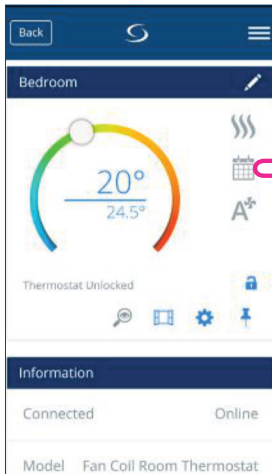 Back
Bedroom
20°
24.5°
A
Thermostat Unlocked
Information
Connected Online
Model Fan Coil Room Thermostat